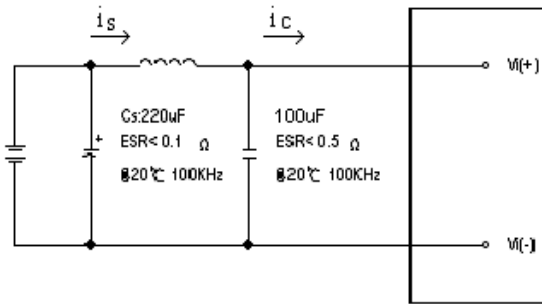 iS
iC
Vi(+)
Cs:220uF
ESR<0.1 Ω
@20℃ 100KHz
100uF
ESR<0.5 Ω
@20℃ 100KHz
+
Vi(-)